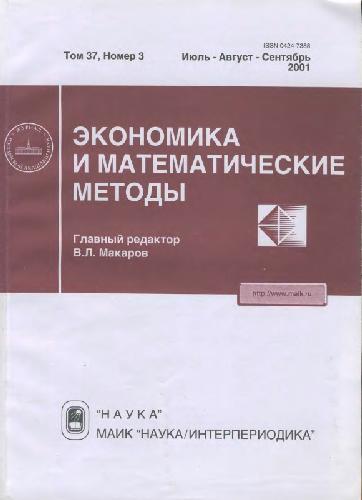 ISSN 0424-7388
Том 37, Номер 3
Июль - Август - Сентябрь
2001
ЭКОНОМИКА
И МАТЕМАТИЧЕСКИЕ
МЕТОДЫ
Главный редактор
В.Л. Макаров
http://www.maik.ru
"НАУКА"
МАИК "НАУКА/ИНТЕРПЕРИОДИКА"